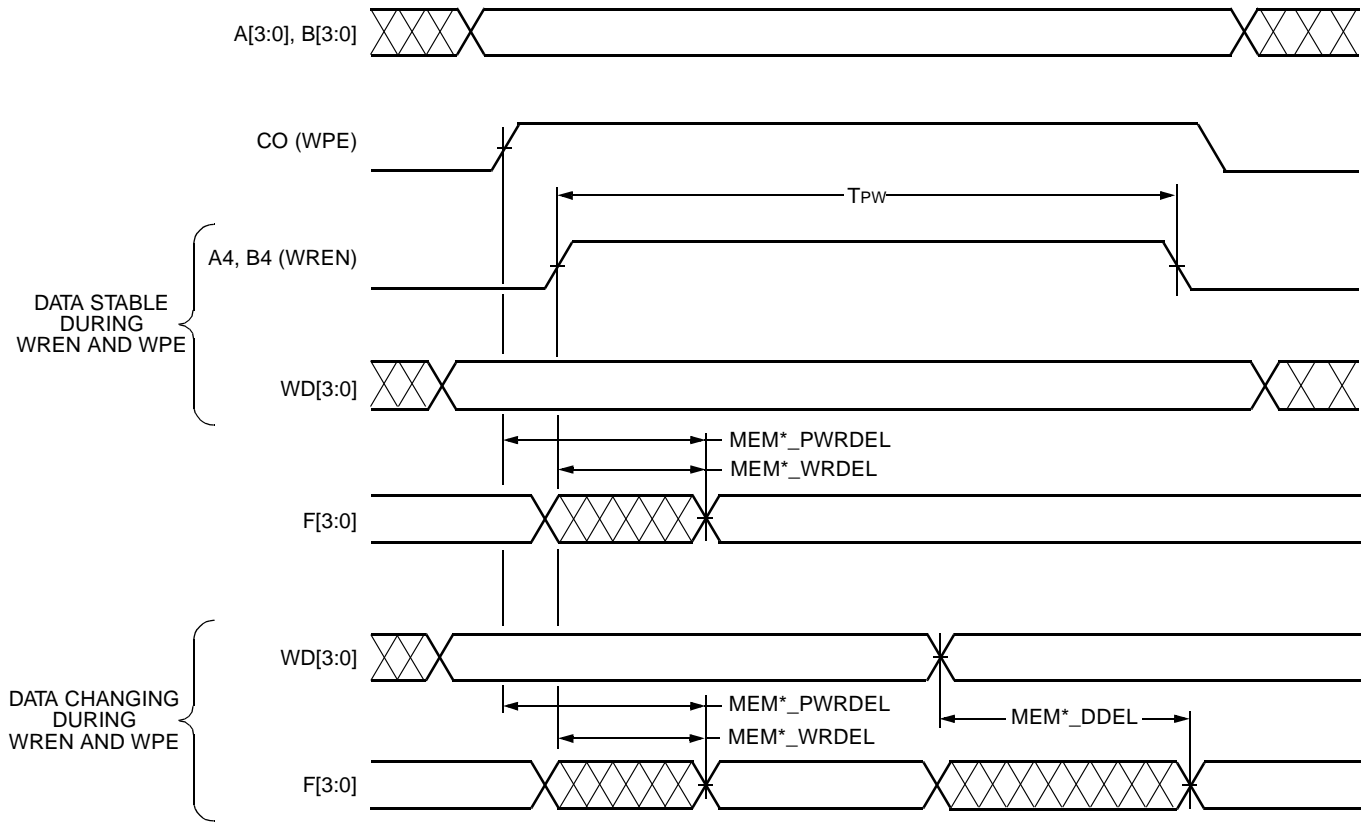 A[3:0], B[3:0]
CO (WPE)
TPW
A4, B4 (WREN)
DATA STABLE
DURING
WREN AND WPE
WD[3:0]
MEM*_PWRDEL
MEM*_WRDEL
F[3:0]
WD[3:0]
DATA CHANGING
DURING
WREN AND WPE
MEM*_PWRDEL
MEM*_DDEL
MEM*_WRDEL
F[3:0]